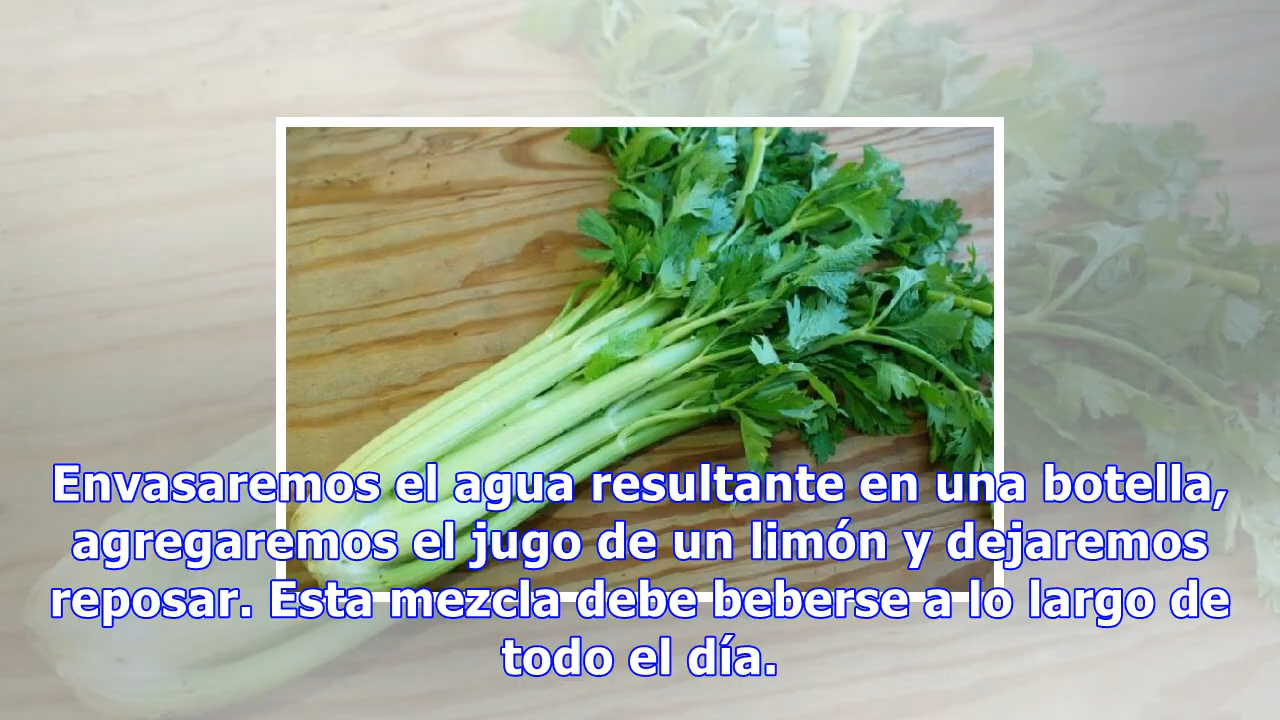 Envasaremos el agua resultante en una botella,
agregaremos el jugo de un limón y dejaremos
reposar. Esta mezcla debe beberse a lo largo de
todo el día.